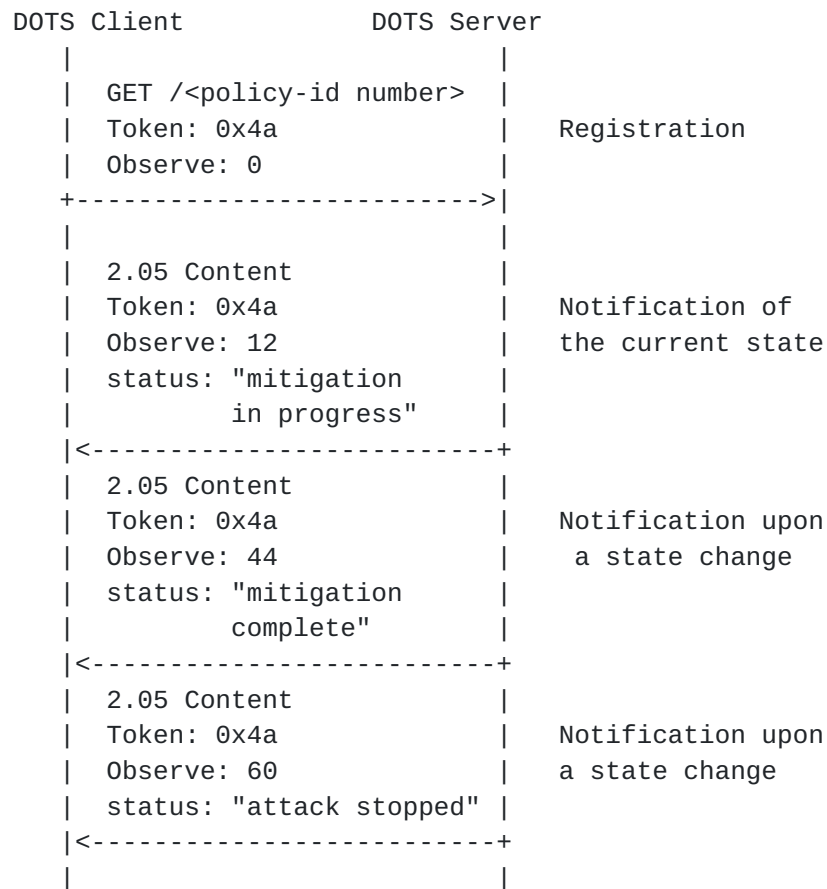 DOTS Client            DOTS Server
   |                           |
   |  GET /<policy-id number>  |
   |  Token: 0x4a              |   Registration
   |  Observe: 0               |
   +-------------------------->|
   |                           |
   |  2.05 Content             |
   |  Token: 0x4a              |   Notification of
   |  Observe: 12              |   the current state
   |  status: "mitigation      |
   |          in progress"     |
   |<--------------------------+
   |  2.05 Content             |
   |  Token: 0x4a              |   Notification upon
   |  Observe: 44              |    a state change
   |  status: "mitigation      |
   |          complete"        |
   |<--------------------------+
   |  2.05 Content             |
   |  Token: 0x4a              |   Notification upon
   |  Observe: 60              |   a state change
   |  status: "attack stopped" |
   |<--------------------------+
   |                           |